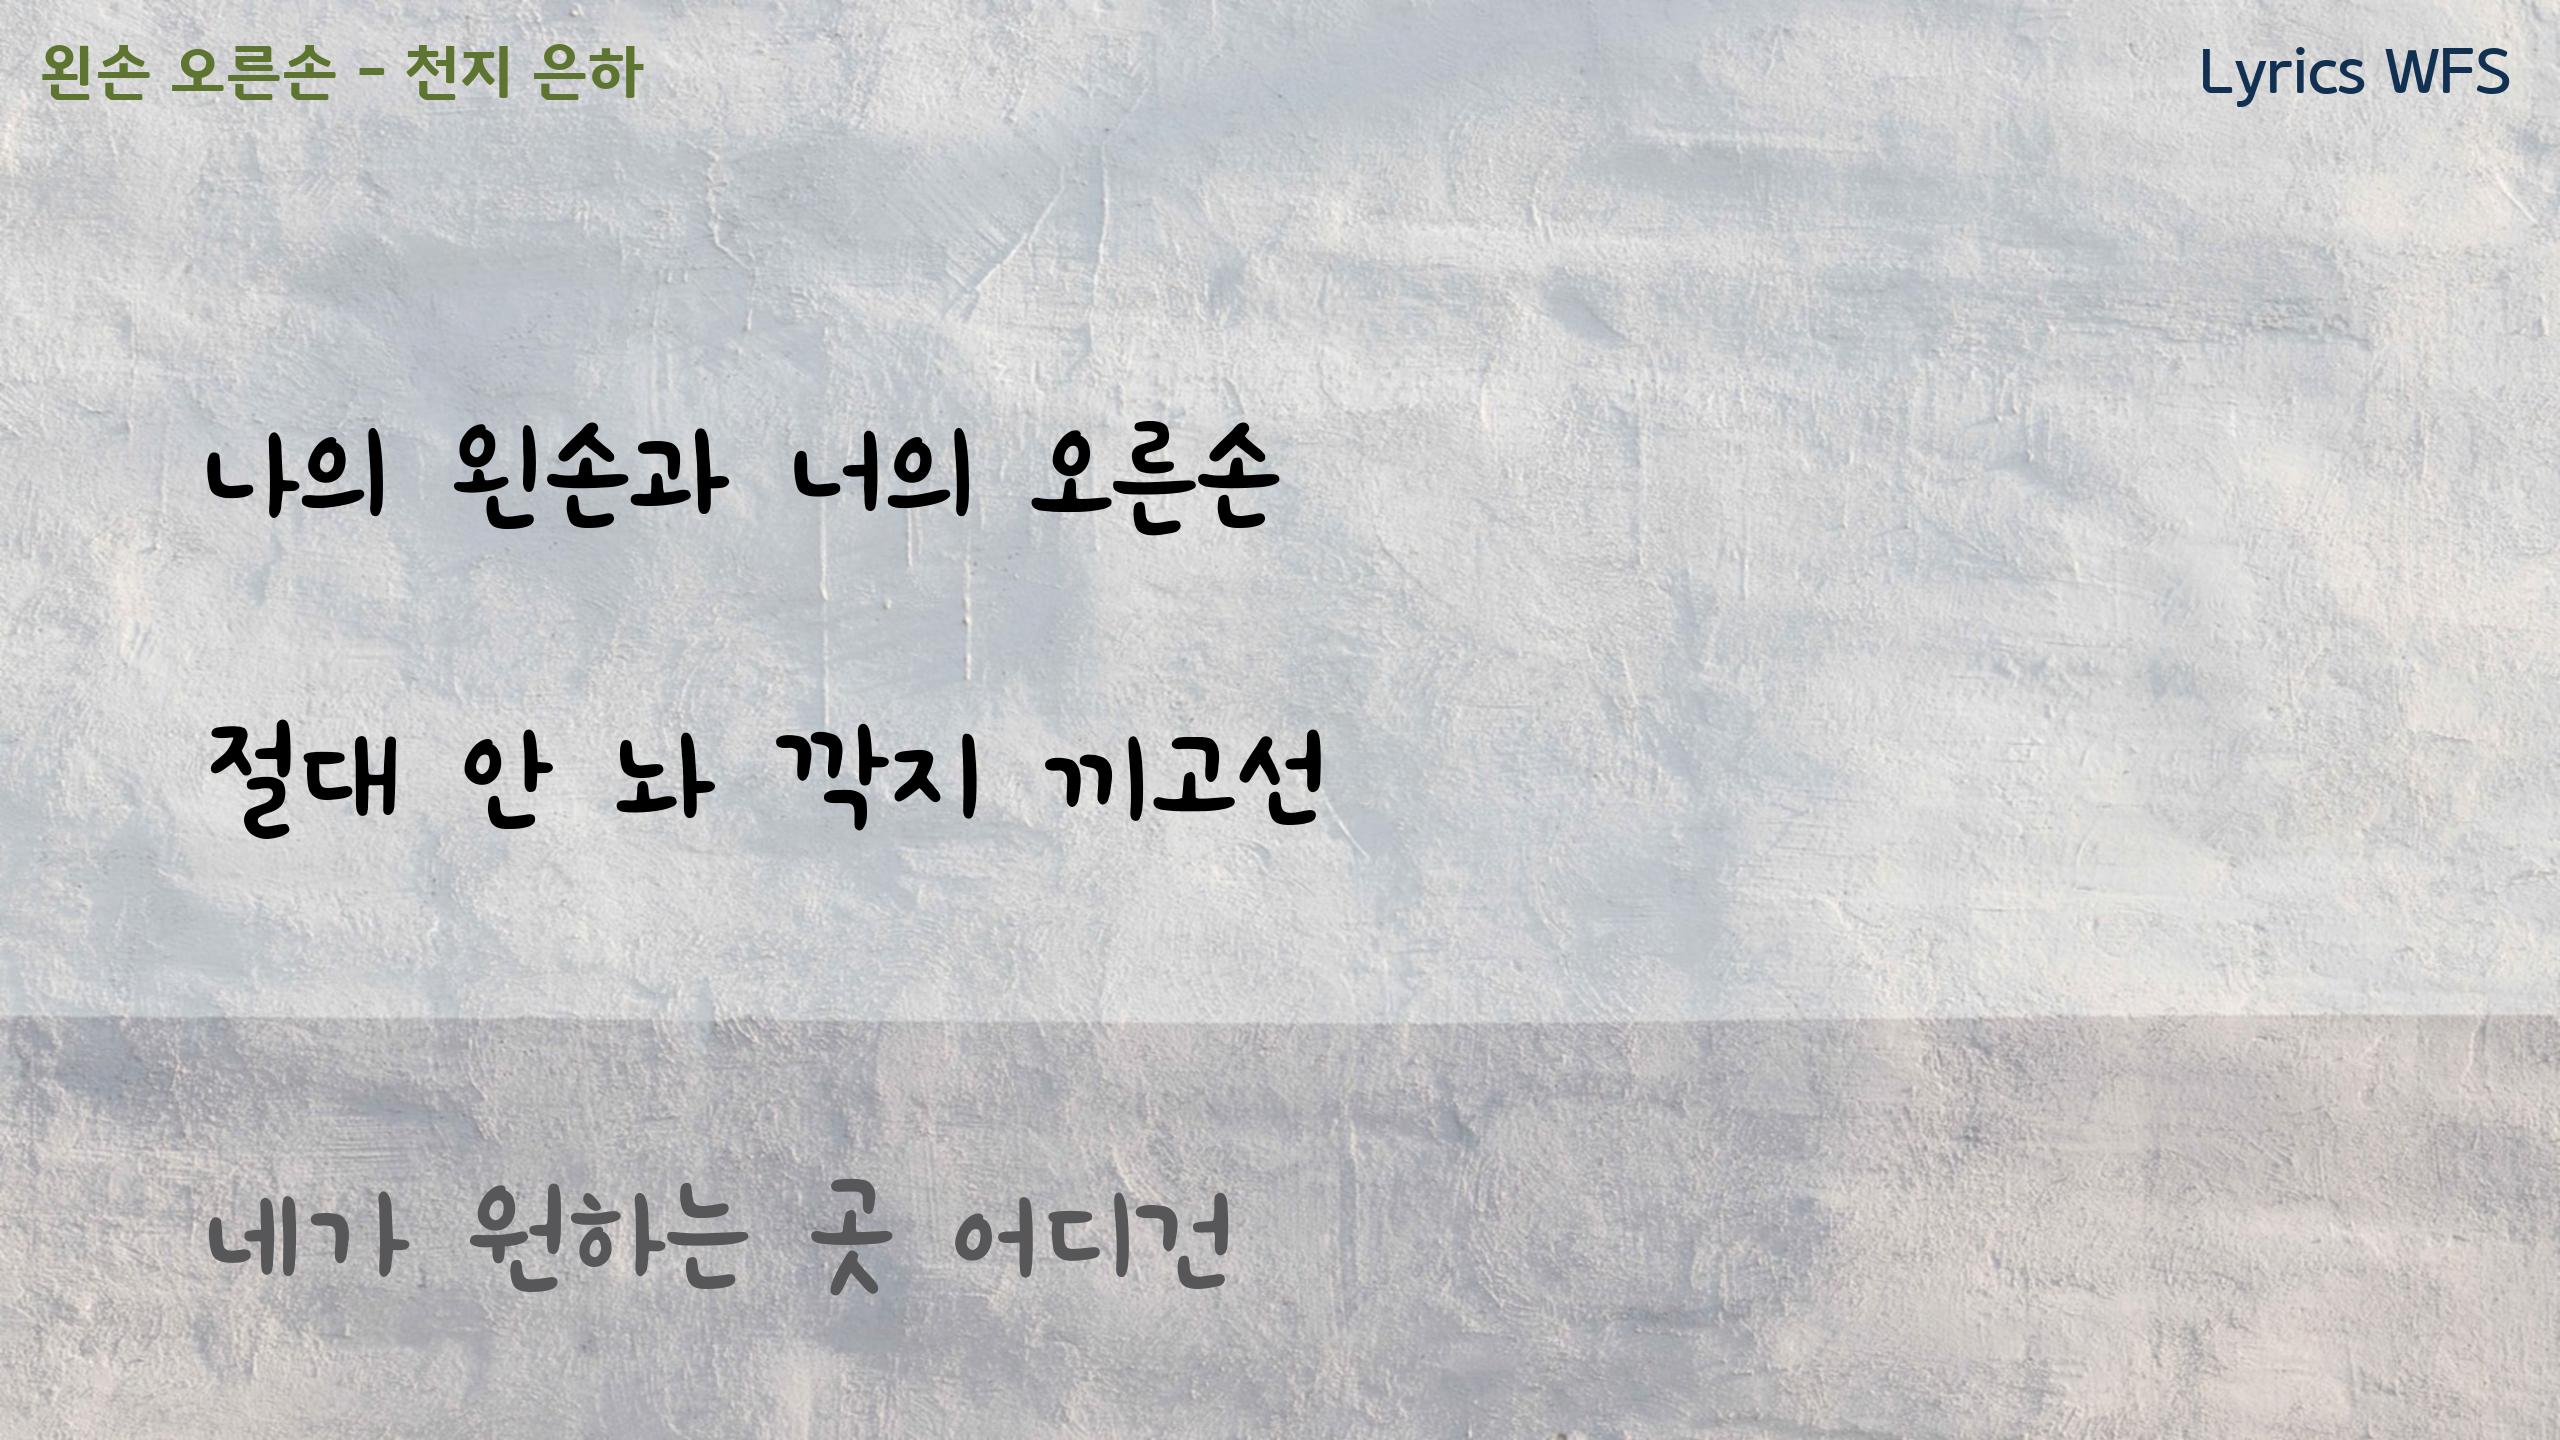 왼손 오른손 - 천지 은하
Lyrics WFS
나의 왼손과 너의 오른손
절대 안 놔 깍지 끼고선
네가 원하는 곳 어디건